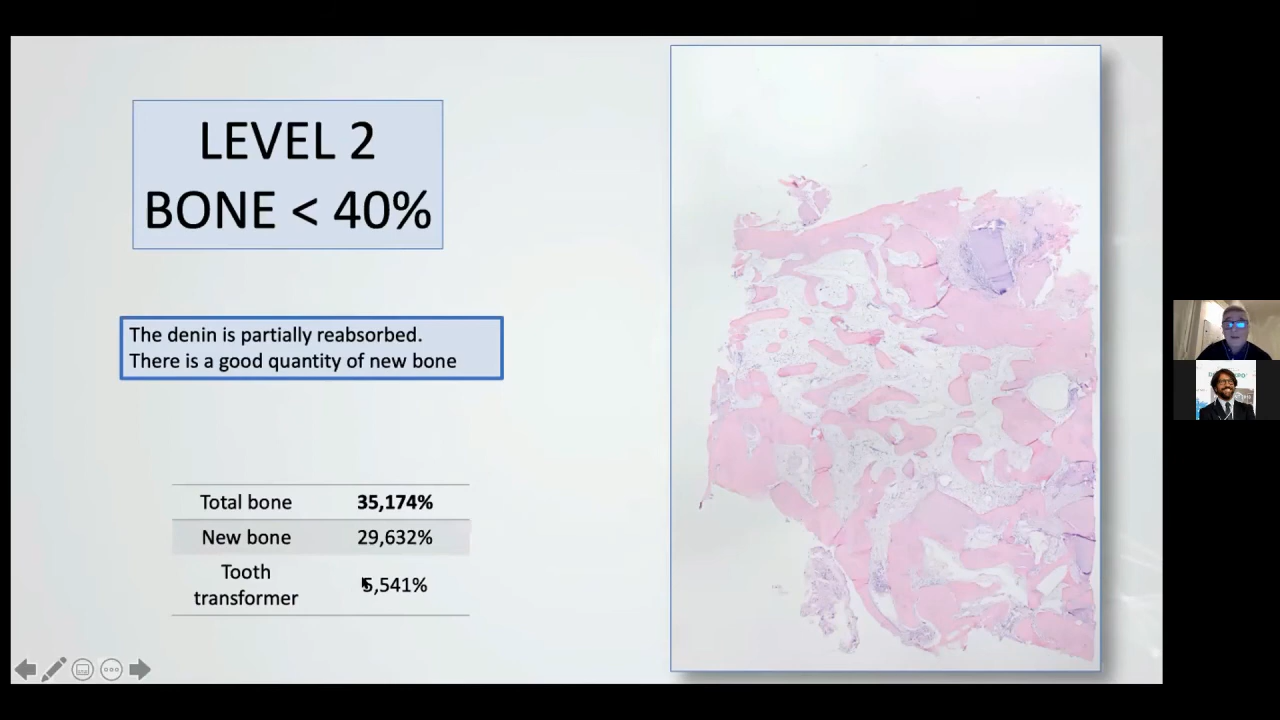 LEVEL 2
BONE < 40%
The denin is partially reabsorbed.
There is a good quantity of new bone
Total bone 35,174%
New bone 29,632%
Tooth
transformer 5,541%